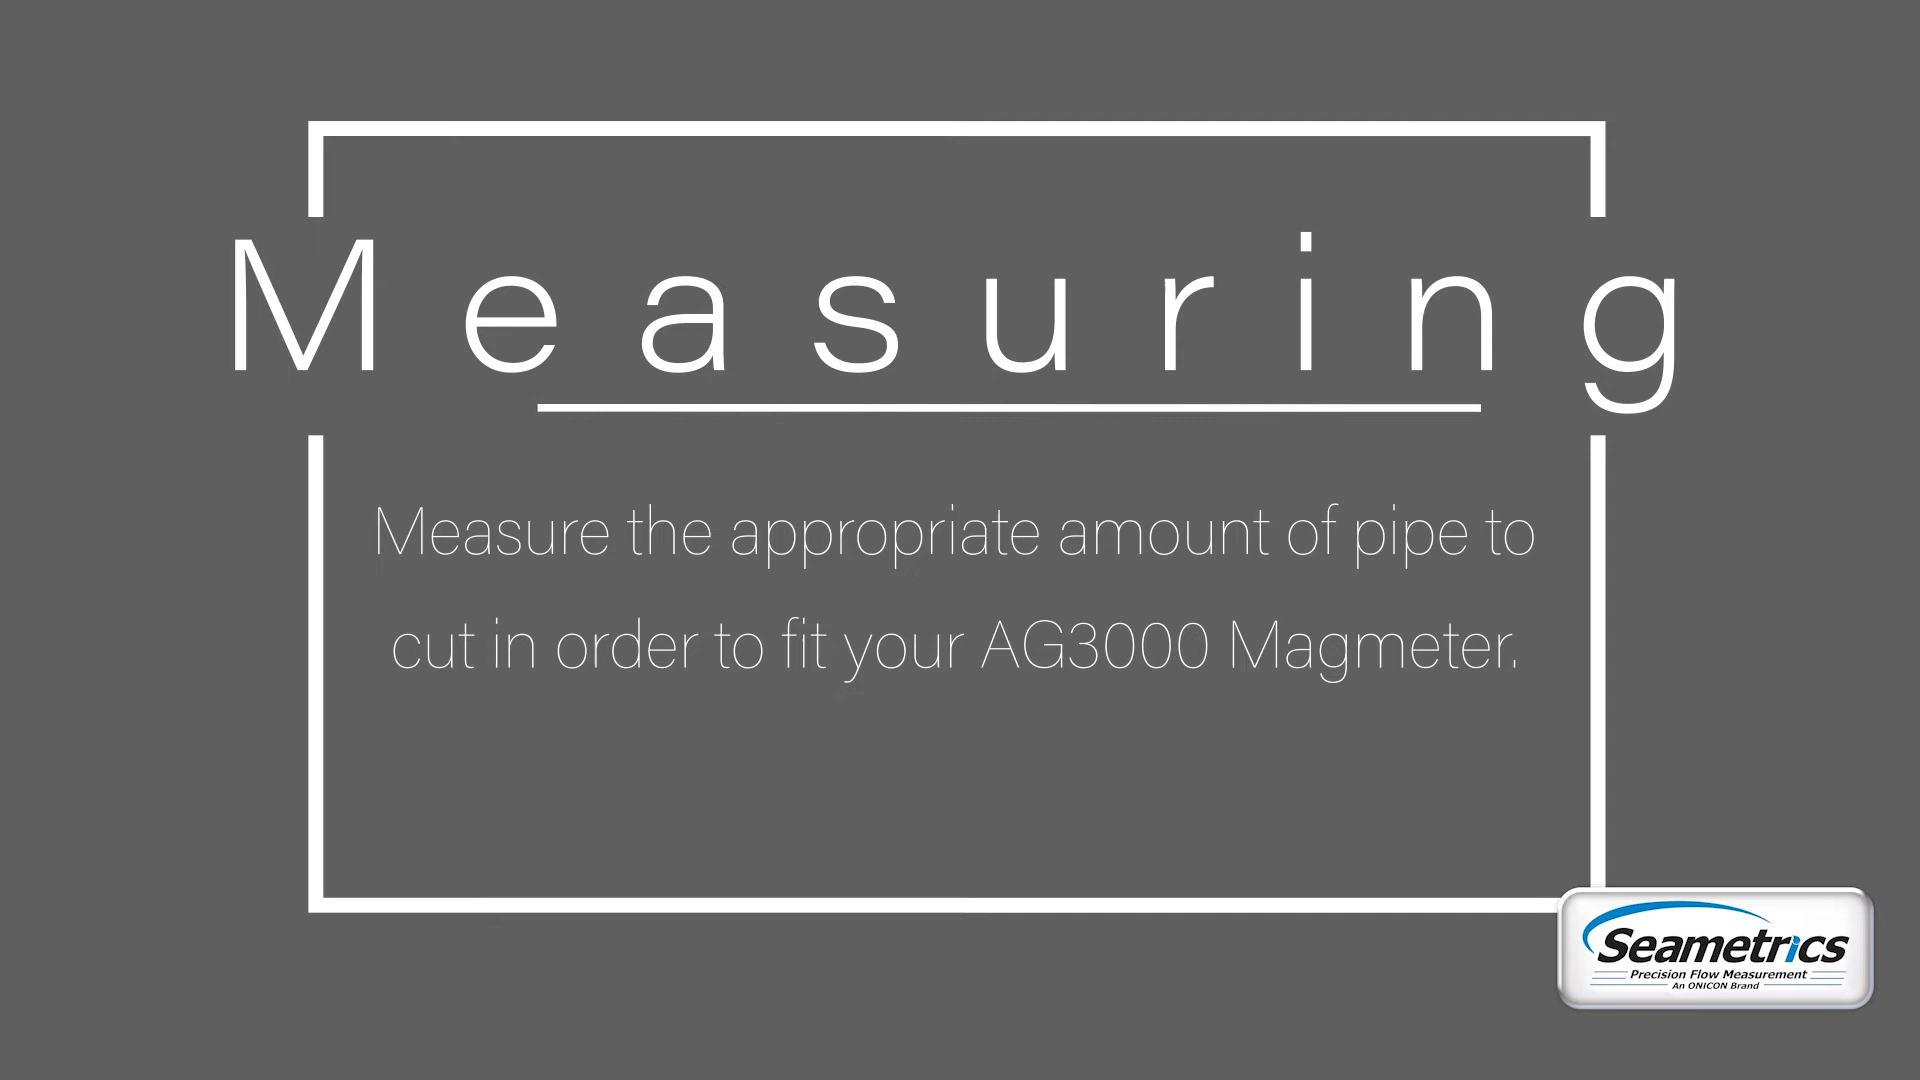 Measuring
Measure the appropriate amount of pipe to
cut in order to fit your AG3000 Magmeter.
Seametrics
Precision Flow Measurement
An ONICON Brand